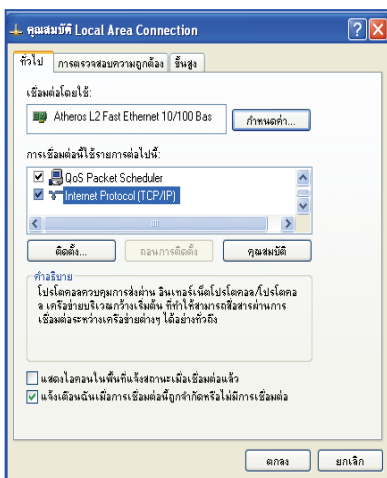 คุณสมบัติ Local Area Connection
ทั่วไป การตรวจสอบความถูกต้อง ขั้นสูง
เชื่อมต่อโดยใช้:
Atheros L2 Fast Ethernet 10/100 Bas กำหนดค่า...
การเชื่อมต่อนี้ใช้รายการต่อไปนี้:
QoS Packet Scheduler
Internet Protocol (TCP/IP)
ติดตั้ง... ถอนการติดตั้ง คุณสมบัติ
คำอธิบาย
โปรโตคอลควบคุมการส่งผ่าน อินเทอร์เน็ตโปรโตคอล/โปรโตคอ
ล เครือข่ายบริเวณกว้างเริ่มต้น ที่ทำให้สามารถสื่อสารผ่านการ
เชื่อมต่อระหว่างเครือข่ายต่างๆ ได้อย่างทั่วถึง
แสดงไอคอนในพื้นที่แจ้งสถานะเมื่อเชื่อมต่อแล้ว
แจ้งเตือนฉันเมื่อการเชื่อมต่อนี้ถูกจำกัดหรือไม่มีการเชื่อมต่อ
ตกลง ยกเลิก